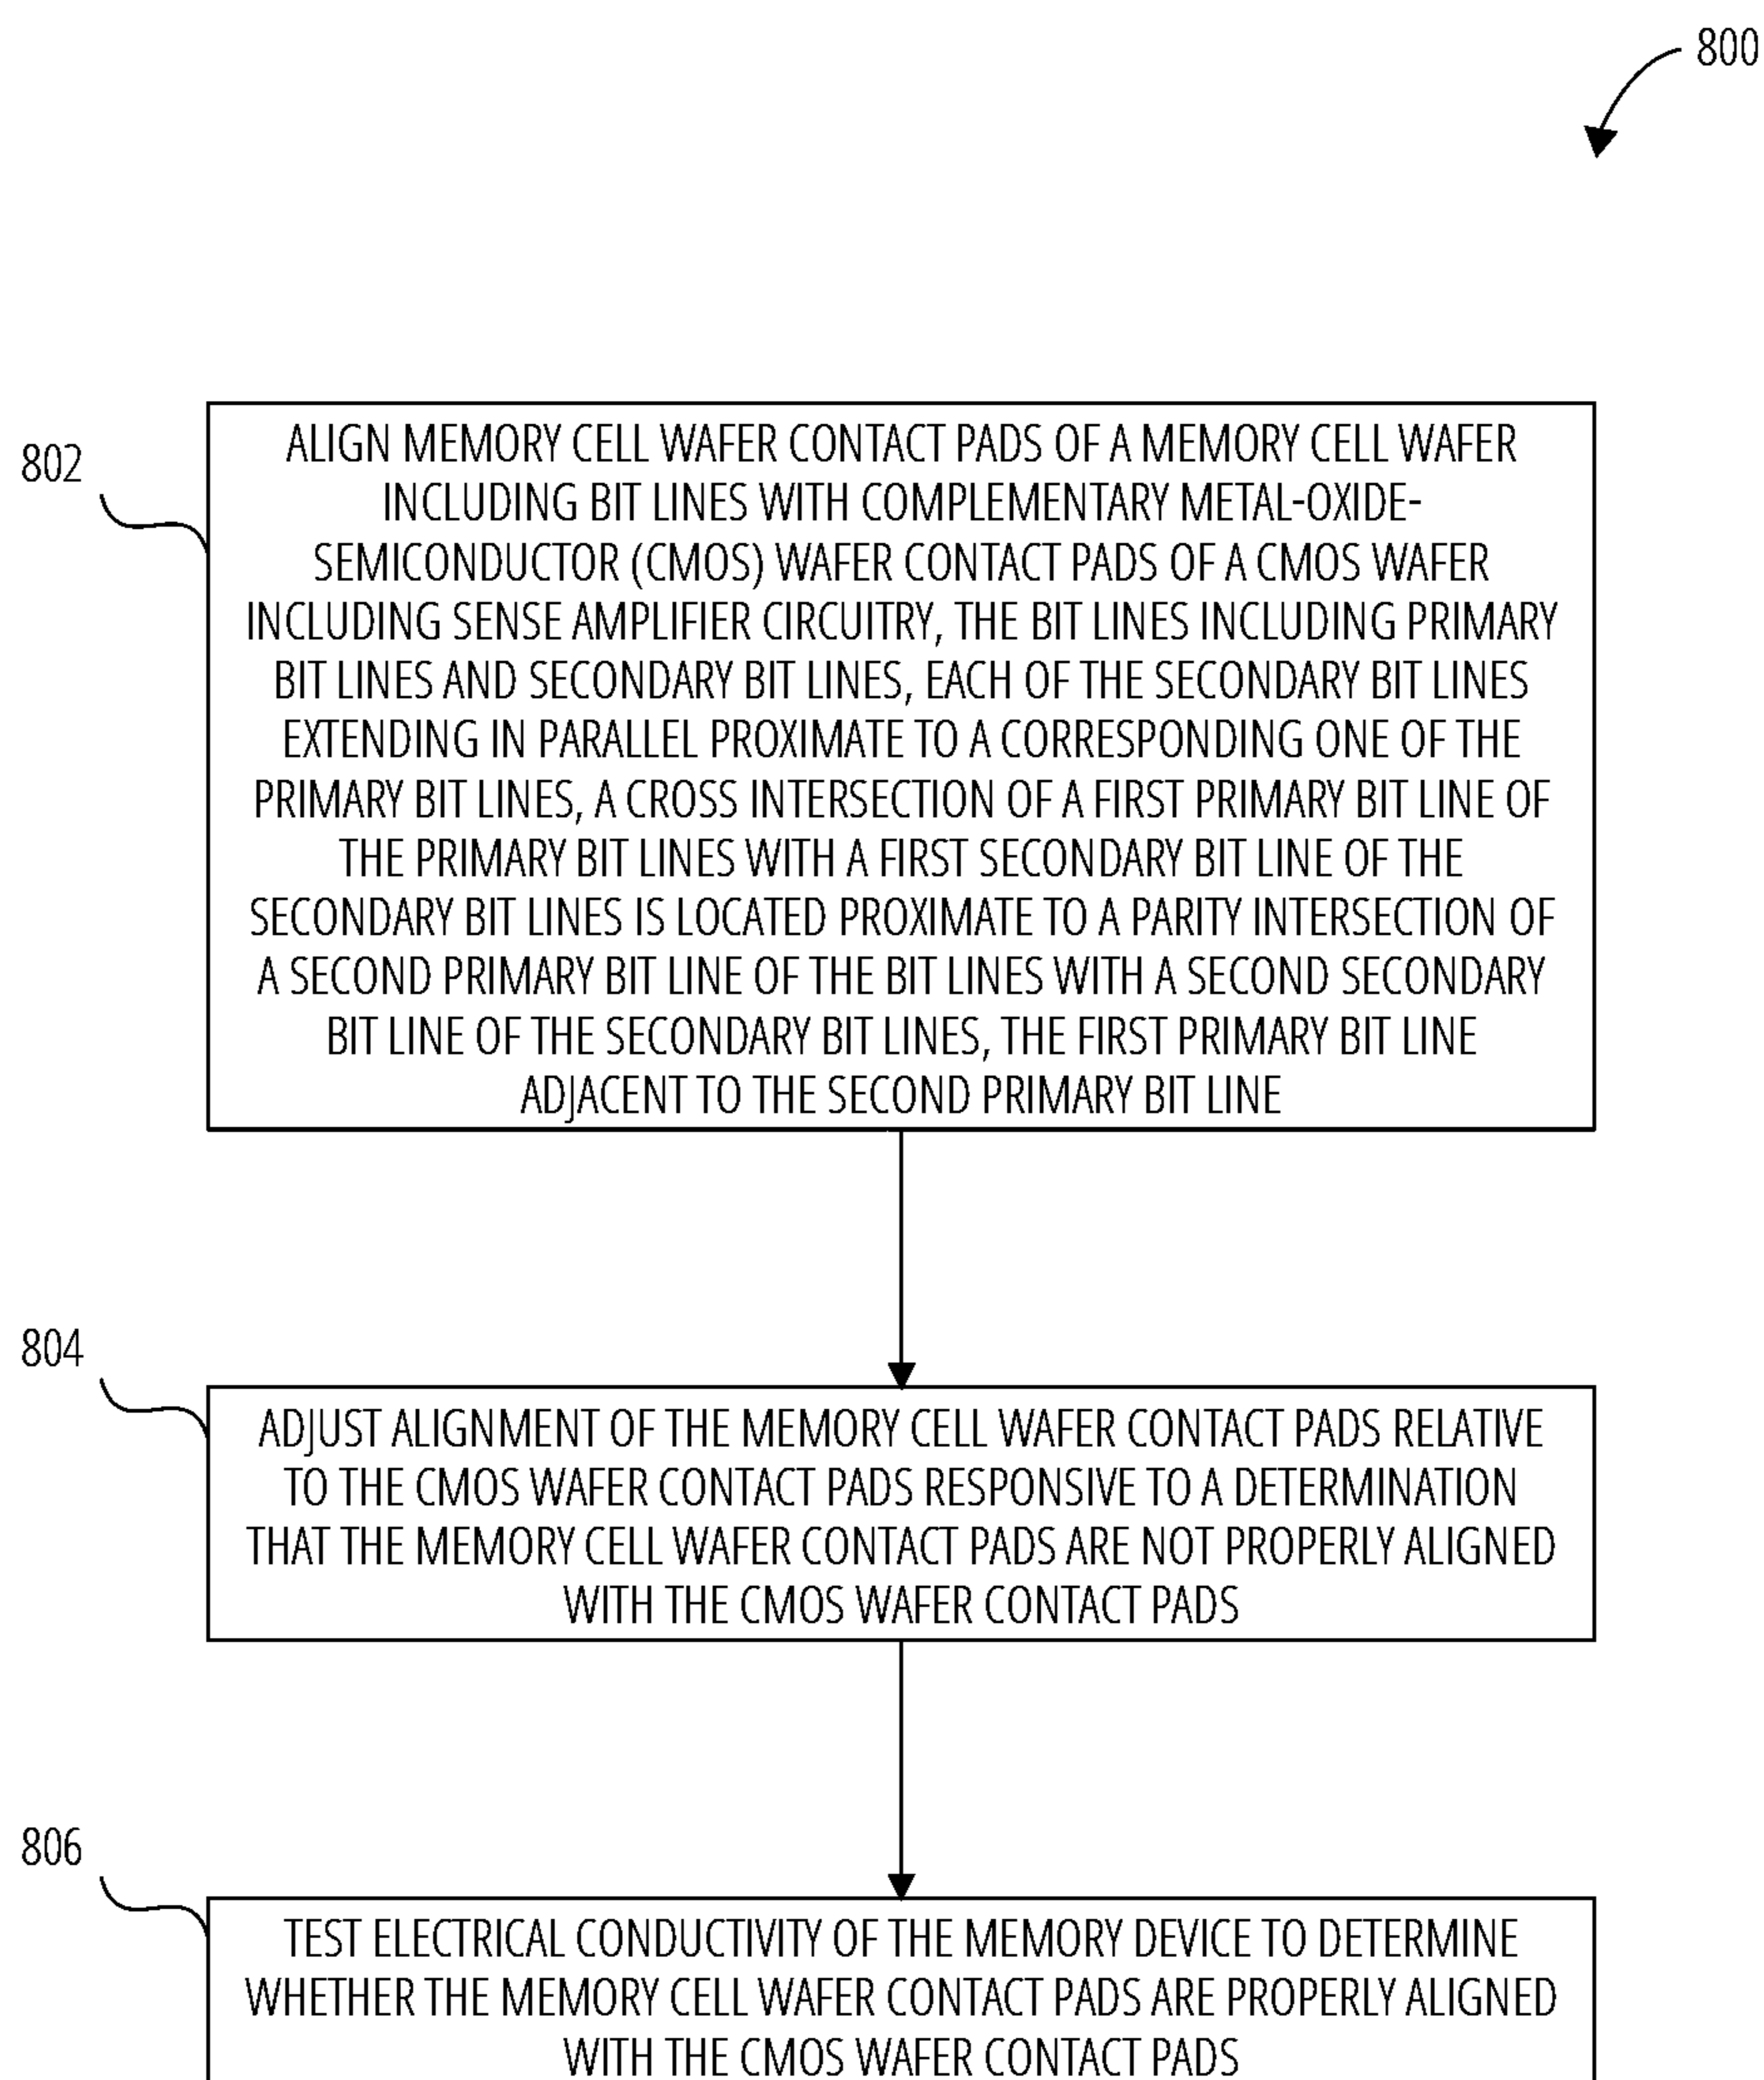 800
802
ALIGN MEMORY CELL WAFER CONTACT PADS OF A MEMORY CELL WAFER
INCLUDING BIT LINES WITH COMPLEMENTARY METAL-OXIDE-
SEMICONDUCTOR (CMOS) WAFER CONTACT PADS OF A CMOS WAFER
INCLUDING SENSE AMPLIFIER CIRCUITRY, THE BIT LINES INCLUDING PRIMARY
BIT LINES AND SECONDARY BIT LINES, EACH OF THE SECONDARY BIT LINES
EXTENDING IN PARALLEL PROXIMATE TO A CORRESPONDING ONE OF THE
PRIMARY BIT LINES, A CROSS INTERSECTION OF A FIRST PRIMARY BIT LINE OF
THE PRIMARY BIT LINES WITH A FIRST SECONDARY BIT LINE OF THE
SECONDARY BIT LINES IS LOCATED PROXIMATE TO A PARITY INTERSECTION OF
A SECOND PRIMARY BIT LINE OF THE BIT LINES WITH A SECOND SECONDARY
BIT LINE OF THE SECONDARY BIT LINES, THE FIRST PRIMARY BIT LINE
ADJACENT TO THE SECOND PRIMARY BIT LINE
804
ADJUST ALIGNMENT OF THE MEMORY CELL WAFER CONTACT PADS RELATIVE
TO THE CMOS WAFER CONTACT PADS RESPONSIVE TO A DETERMINATION
THAT THE MEMORY CELL WAFER CONTACT PADS ARE NOT PROPERLY ALIGNED
WITH THE CMOS WAFER CONTACT PADS
806
TEST ELECTRICAL CONDUCTIVITY OF THE MEMORY DEVICE TO DETERMINE
WHETHER THE MEMORY CELL WAFER CONTACT PADS ARE PROPERLY ALIGNED
WITH THE CMOS WAFER CONTACT PADS